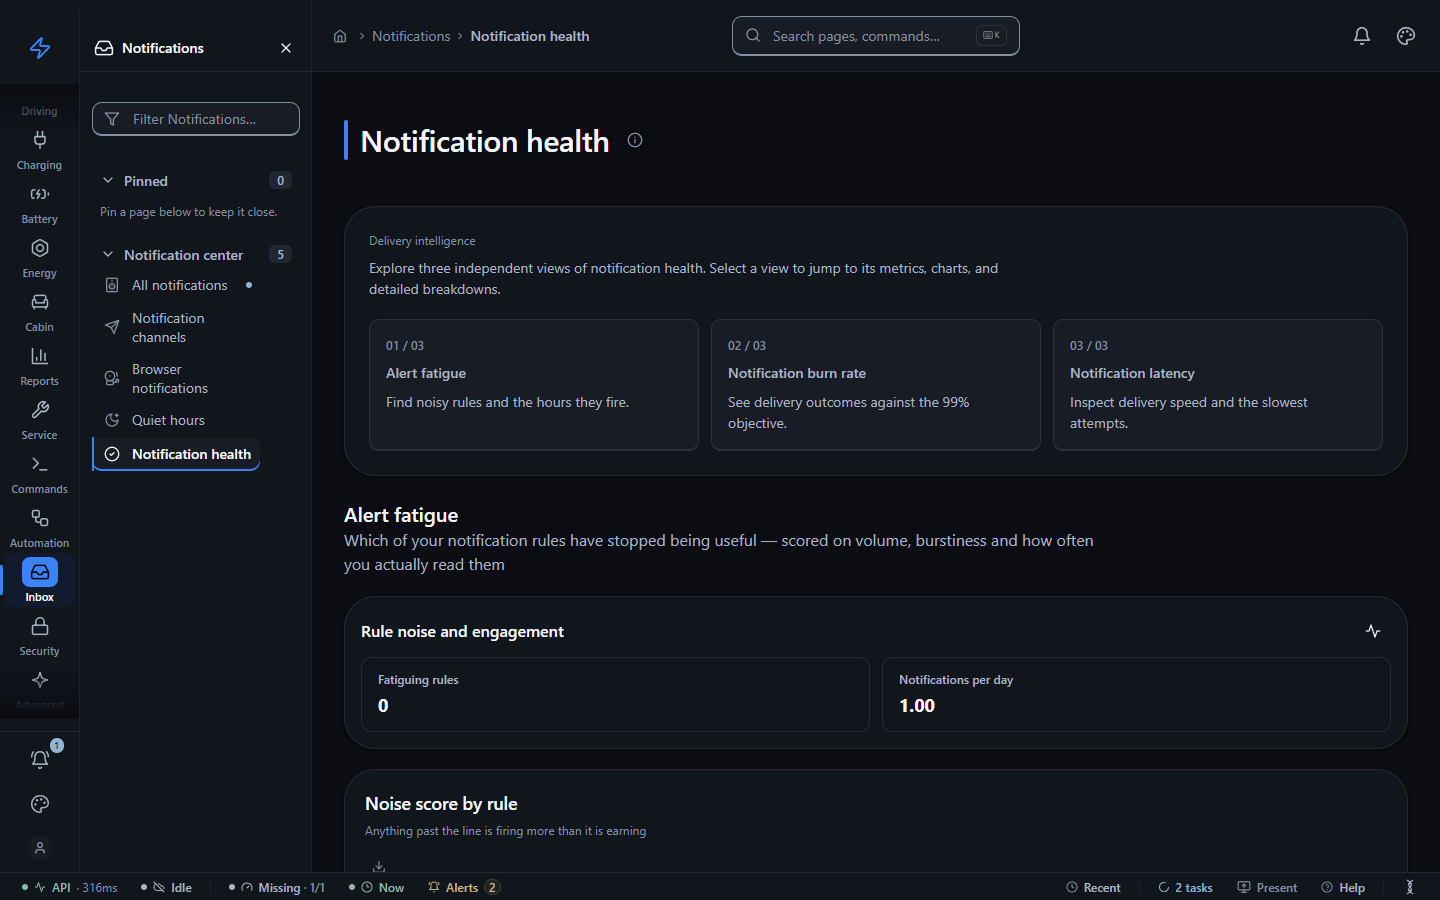 Notifications
Notifications
Notification health
Search pages, commands...
K
Driving
Charging
Battery
Energy
Cabin
Reports
Service
Commands
Automation
Inbox
Security
Advanced
1
Filter Notifications...
Pinned
0
Pin a page below to keep it close.
Notification center
5
All notifications
Notification
channels
Browser
notifications
Quiet hours
Notification health
Notification health
Delivery intelligence
Explore three independent views of notification health. Select a view to jump to its metrics, charts, and
detailed breakdowns.
01 / 03
Alert fatigue
Find noisy rules and the hours they fire.
02 / 03
Notification burn rate
See delivery outcomes against the 99%
objective.
03 / 03
Notification latency
Inspect delivery speed and the slowest
attempts.
Alert fatigue
Which of your notification rules have stopped being useful — scored on volume, burstiness and how often
you actually read them
Rule noise and engagement
Fatiguing rules
0
Notifications per day
1.00
Noise score by rule
Anything past the line is firing more than it is earning
API · 316ms
Idle
Missing · 1/1
Now
Alerts 2
Recent
2 tasks
Present
Help